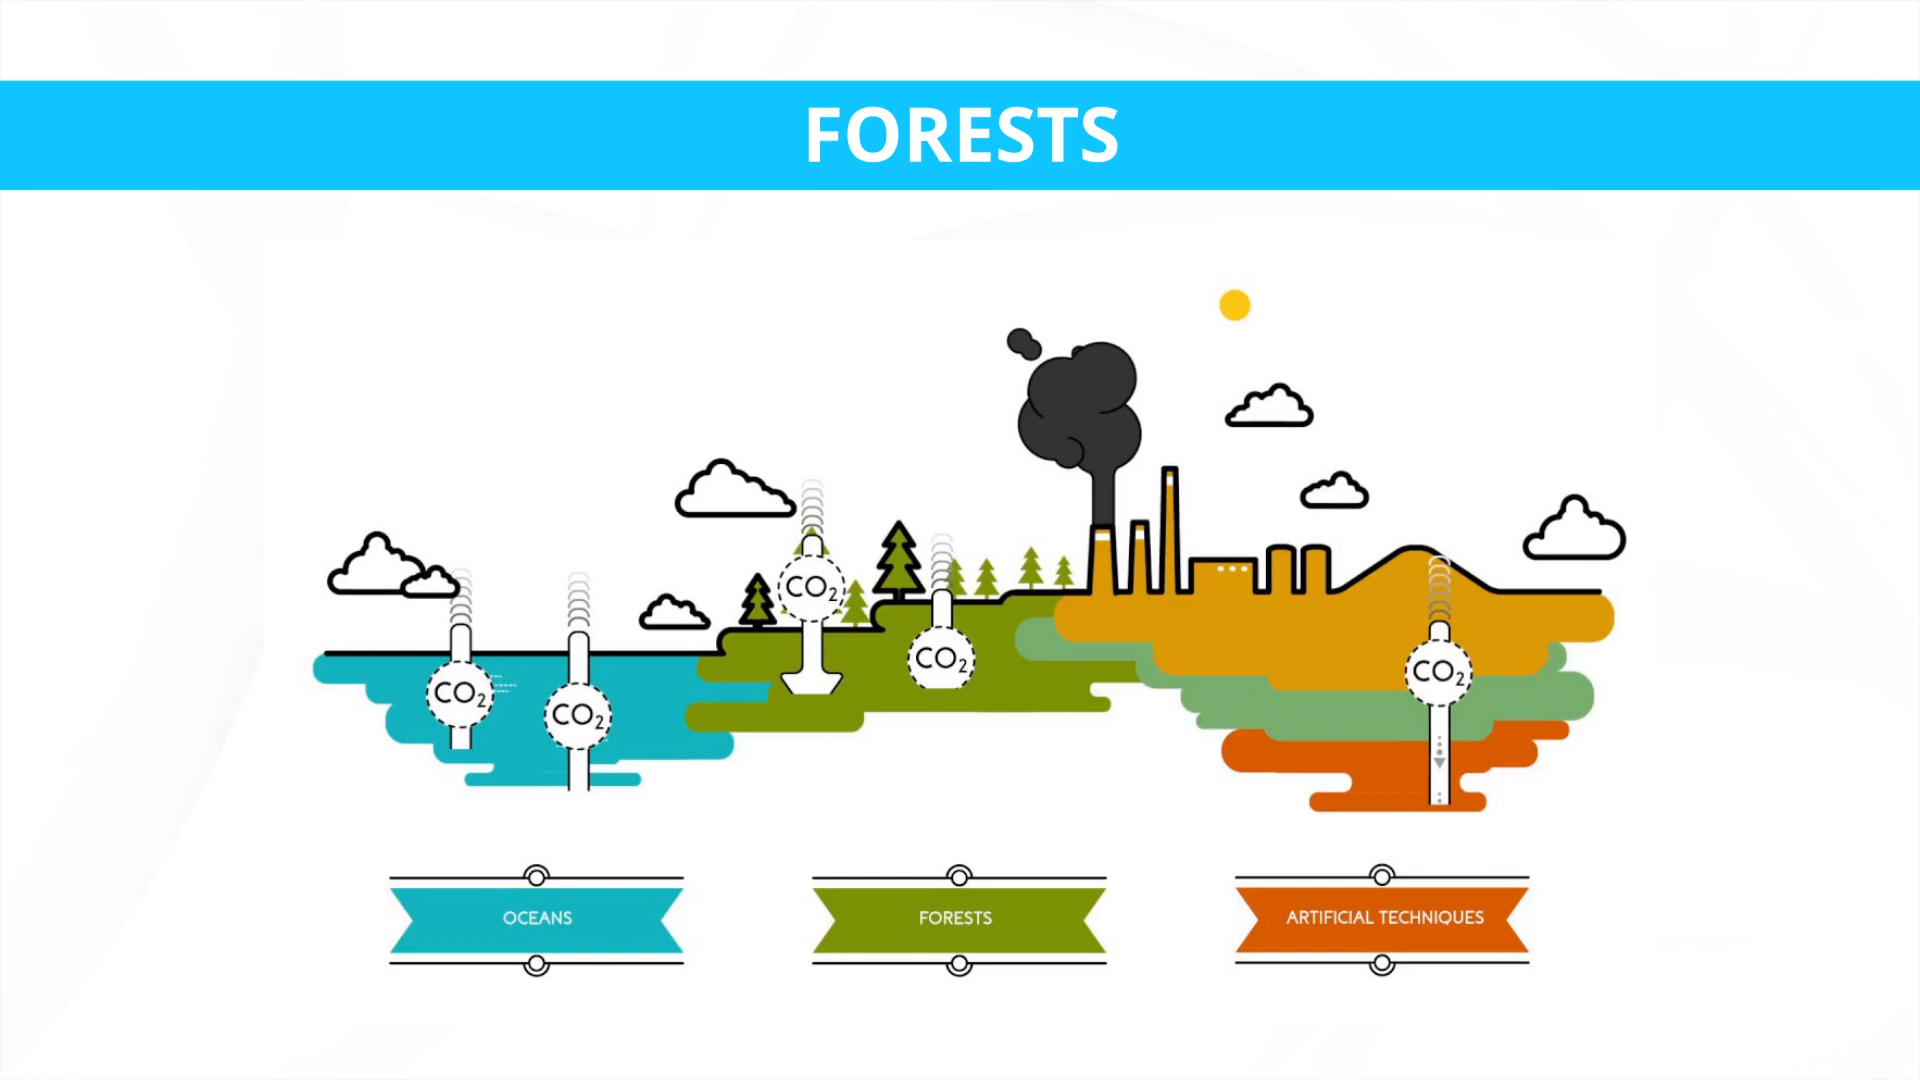 FORESTS
CO₂
CO₂
CO₂
CO₂
CO₂
OCEANS
FORESTS
ARTIFICIAL TECHNIQUES